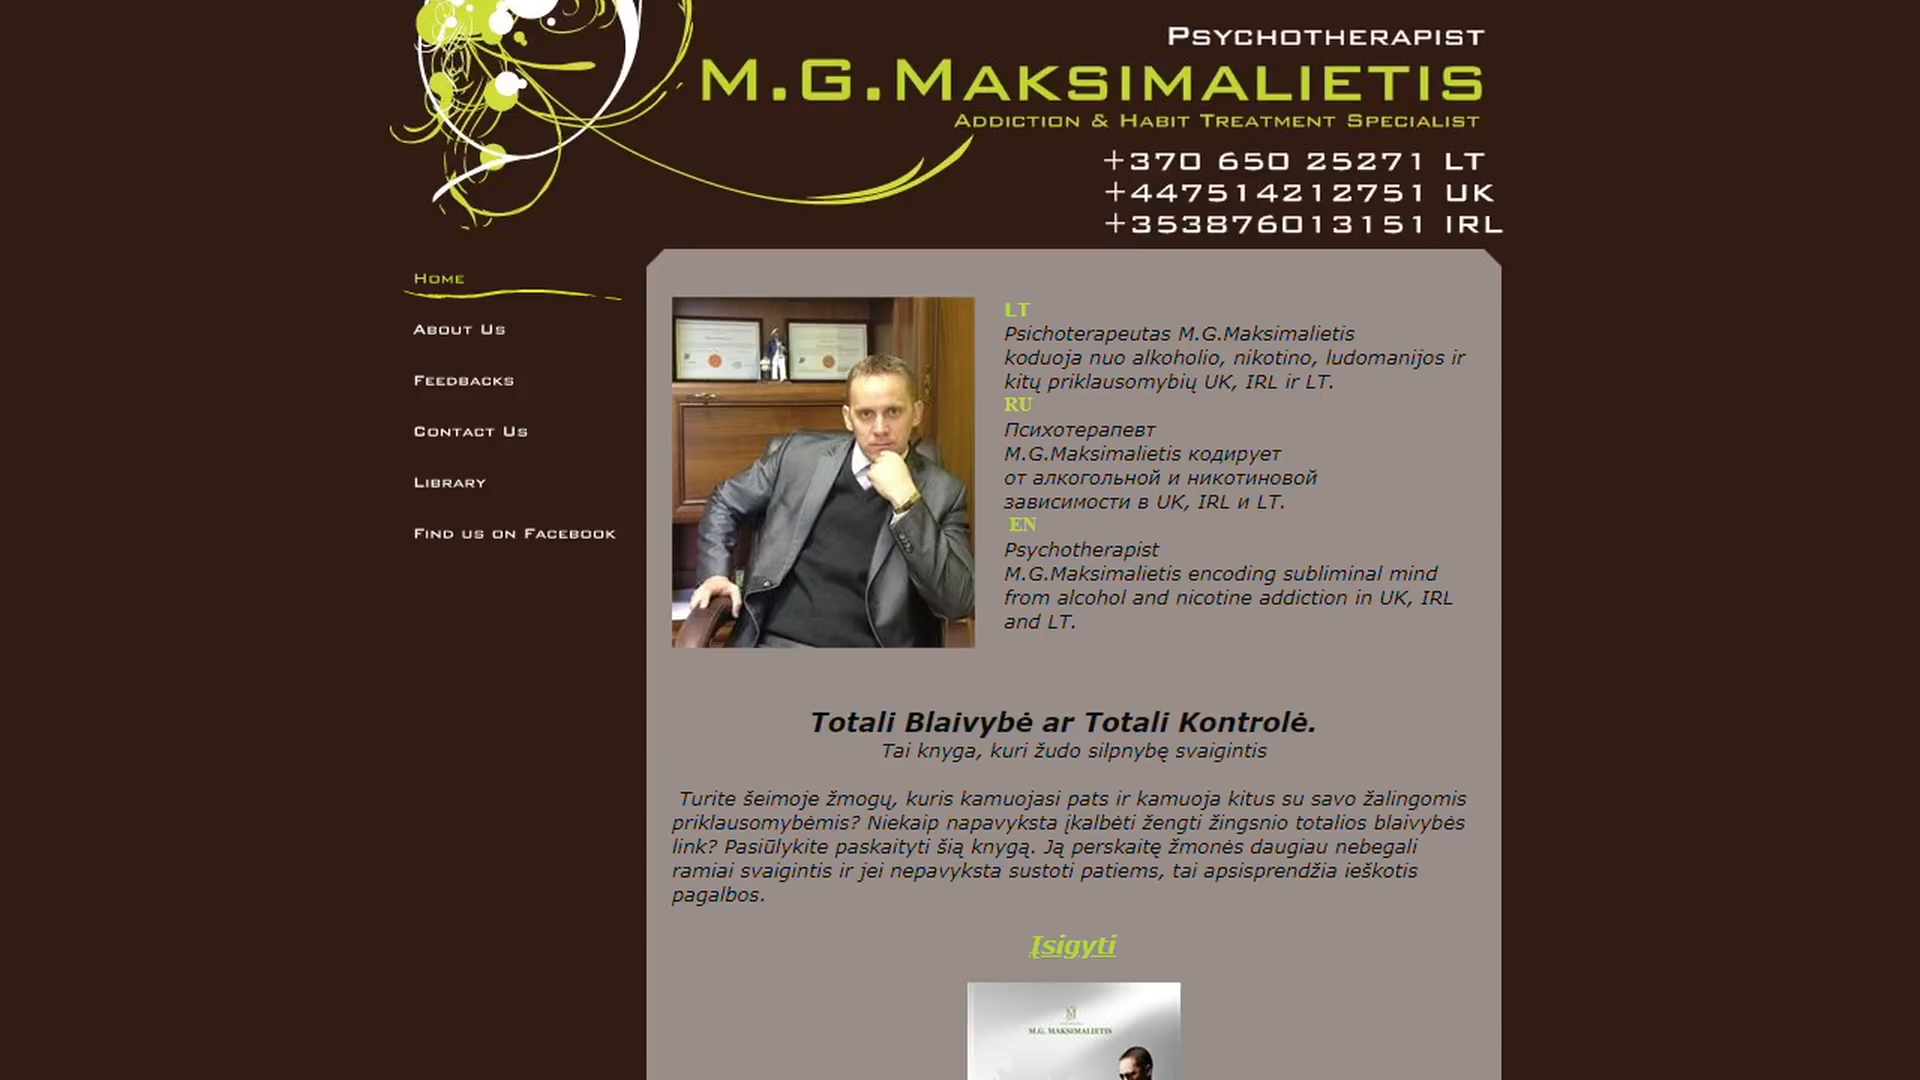 Psychotherapist
M.G.Maksimalietis
Addiction & Habit Treatment Specialist
+370 650 25271 LT
+447514212751 UK
+353876013151 IRL
Home
About Us
Feedbacks
Contact Us
Library
Find us on Facebook
LT
Psichoterapeutas M.G.Maksimalietis
koduoja nuo alkoholio, nikotino, ludomanijos ir
kitų priklausomybių UK, IRL ir LT.
RU
Психотерапевт
M.G.Maksimalietis кодирует
от алкогольной и никотиновой
зависимости в UK, IRL и LT.
EN
Psychotherapist
M.G.Maksimalietis encoding subliminal mind
from alcohol and nicotine addiction in UK, IRL
and LT.
Totali Blaivybė ar Totali Kontrolė.
Tai knyga, kuri žudo silpnybę svaigintis
Turite šeimoje žmogų, kuris kamuojasi pats ir kamuoja kitus su savo žalingomis
priklausomybėmis? Niekaip napavyksta įkalbėti žengti žingsnio totalios blaivybės
link? Pasiūlykite paskaityti šią knygą. Ją perskaitę žmonės daugiau nebegali
ramiai svaigintis ir jei nepavyksta sustoti patiems, tai apsisprendžia ieškotis
pagalbos.
Įsigyti
M.G. MAKSIMALIETIS